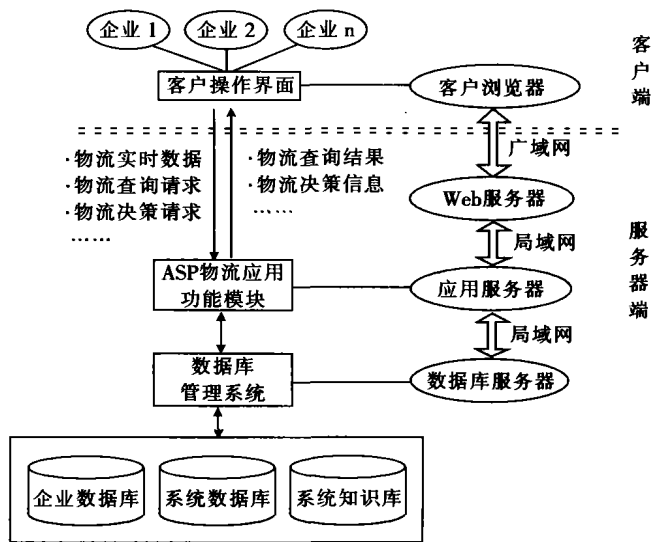 企业 1
企业 2
企业 n
客户操作界面
客户浏览器
客户端
·物流实时数据
·物流查询请求
·物流决策请求
……
·物流查询结果
·物流决策信息
……
广域网
Web服务器
局域网
ASP物流应用
功能模块
应用服务器
服务器端
局域网
数据库
管理系统
数据库服务器
企业数据库
系统数据库
系统知识库